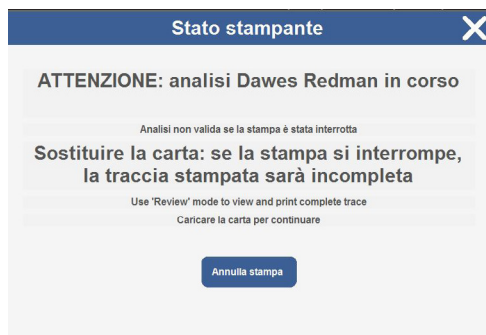 Stato stampante
ATTENZIONE: analisi Dawes Redman in corso
Analisi non valida se la stampa è stata interrotta
Sostituire la carta: se la stampa si interrompe,
la traccia stampata sarà incompleta
Use 'Review' mode to view and print complete trace
Caricare la carta per continuare
Annulla stampa